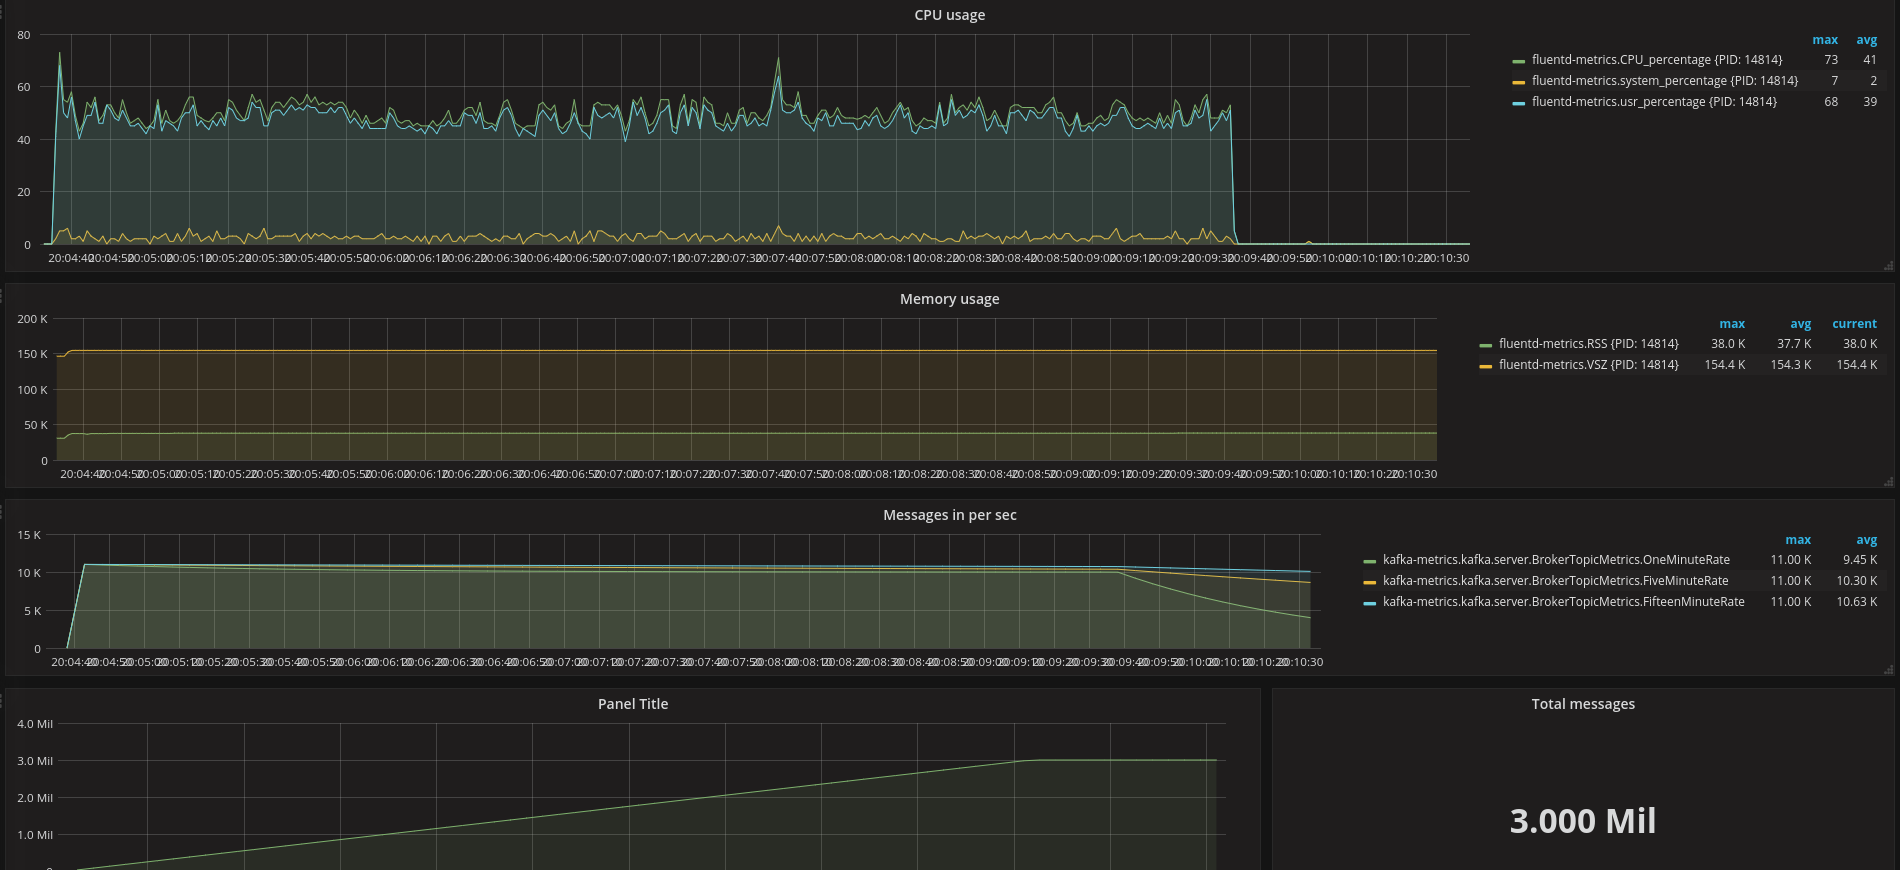 CPU usage
80
60
40
20
0
20:04:40 20:04:50 20:05:00 20:05:10 20:05:20 20:05:30 20:05:40 20:05:50 20:06:00 20:06:10 20:06:20 20:06:30 20:06:40 20:06:50 20:07:00 20:07:10 20:07:20 20:07:30 20:07:40 20:07:50 20:08:00 20:08:10 20:08:20 20:08:30 20:08:40 20:08:50 20:09:00 20:09:10 20:09:20 20:09:30 20:09:40 20:09:50 20:10:00 20:10:10 20:10:20 20:10:30
max avg
fluentd-metrics.CPU_percentage {PID: 14814} 73 41
fluentd-metrics.system_percentage {PID: 14814} 7 2
fluentd-metrics.usr_percentage {PID: 14814} 68 39
Memory usage
200 K
150 K
100 K
50 K
0
20:04:40 20:04:50 20:05:00 20:05:10 20:05:20 20:05:30 20:05:40 20:05:50 20:06:00 20:06:10 20:06:20 20:06:30 20:06:40 20:06:50 20:07:00 20:07:10 20:07:20 20:07:30 20:07:40 20:07:50 20:08:00 20:08:10 20:08:20 20:08:30 20:08:40 20:08:50 20:09:00 20:09:10 20:09:20 20:09:30 20:09:40 20:09:50 20:10:00 20:10:10 20:10:20 20:10:30
max avg current
fluentd-metrics.RSS {PID: 14814} 38.0 K 37.7 K 38.0 K
fluentd-metrics.VSZ {PID: 14814} 154.4 K 154.3 K 154.4 K
Messages in per sec
15 K
10 K
5 K
0
20:04:40 20:04:50 20:05:00 20:05:10 20:05:20 20:05:30 20:05:40 20:05:50 20:06:00 20:06:10 20:06:20 20:06:30 20:06:40 20:06:50 20:07:00 20:07:10 20:07:20 20:07:30 20:07:40 20:07:50 20:08:00 20:08:10 20:08:20 20:08:30 20:08:40 20:08:50 20:09:00 20:09:10 20:09:20 20:09:30 20:09:40 20:09:50 20:10:00 20:10:10 20:10:20 20:10:30
max avg
kafka-metrics.kafka.server.BrokerTopicMetrics.OneMinuteRate 11.00 K 9.45 K
kafka-metrics.kafka.server.BrokerTopicMetrics.FiveMinuteRate 11.00 K 10.30 K
kafka-metrics.kafka.server.BrokerTopicMetrics.FifteenMinuteRate 11.00 K 10.63 K
Panel Title
4.0 Mil
3.0 Mil
2.0 Mil
1.0 Mil
Total messages
3.000 Mil